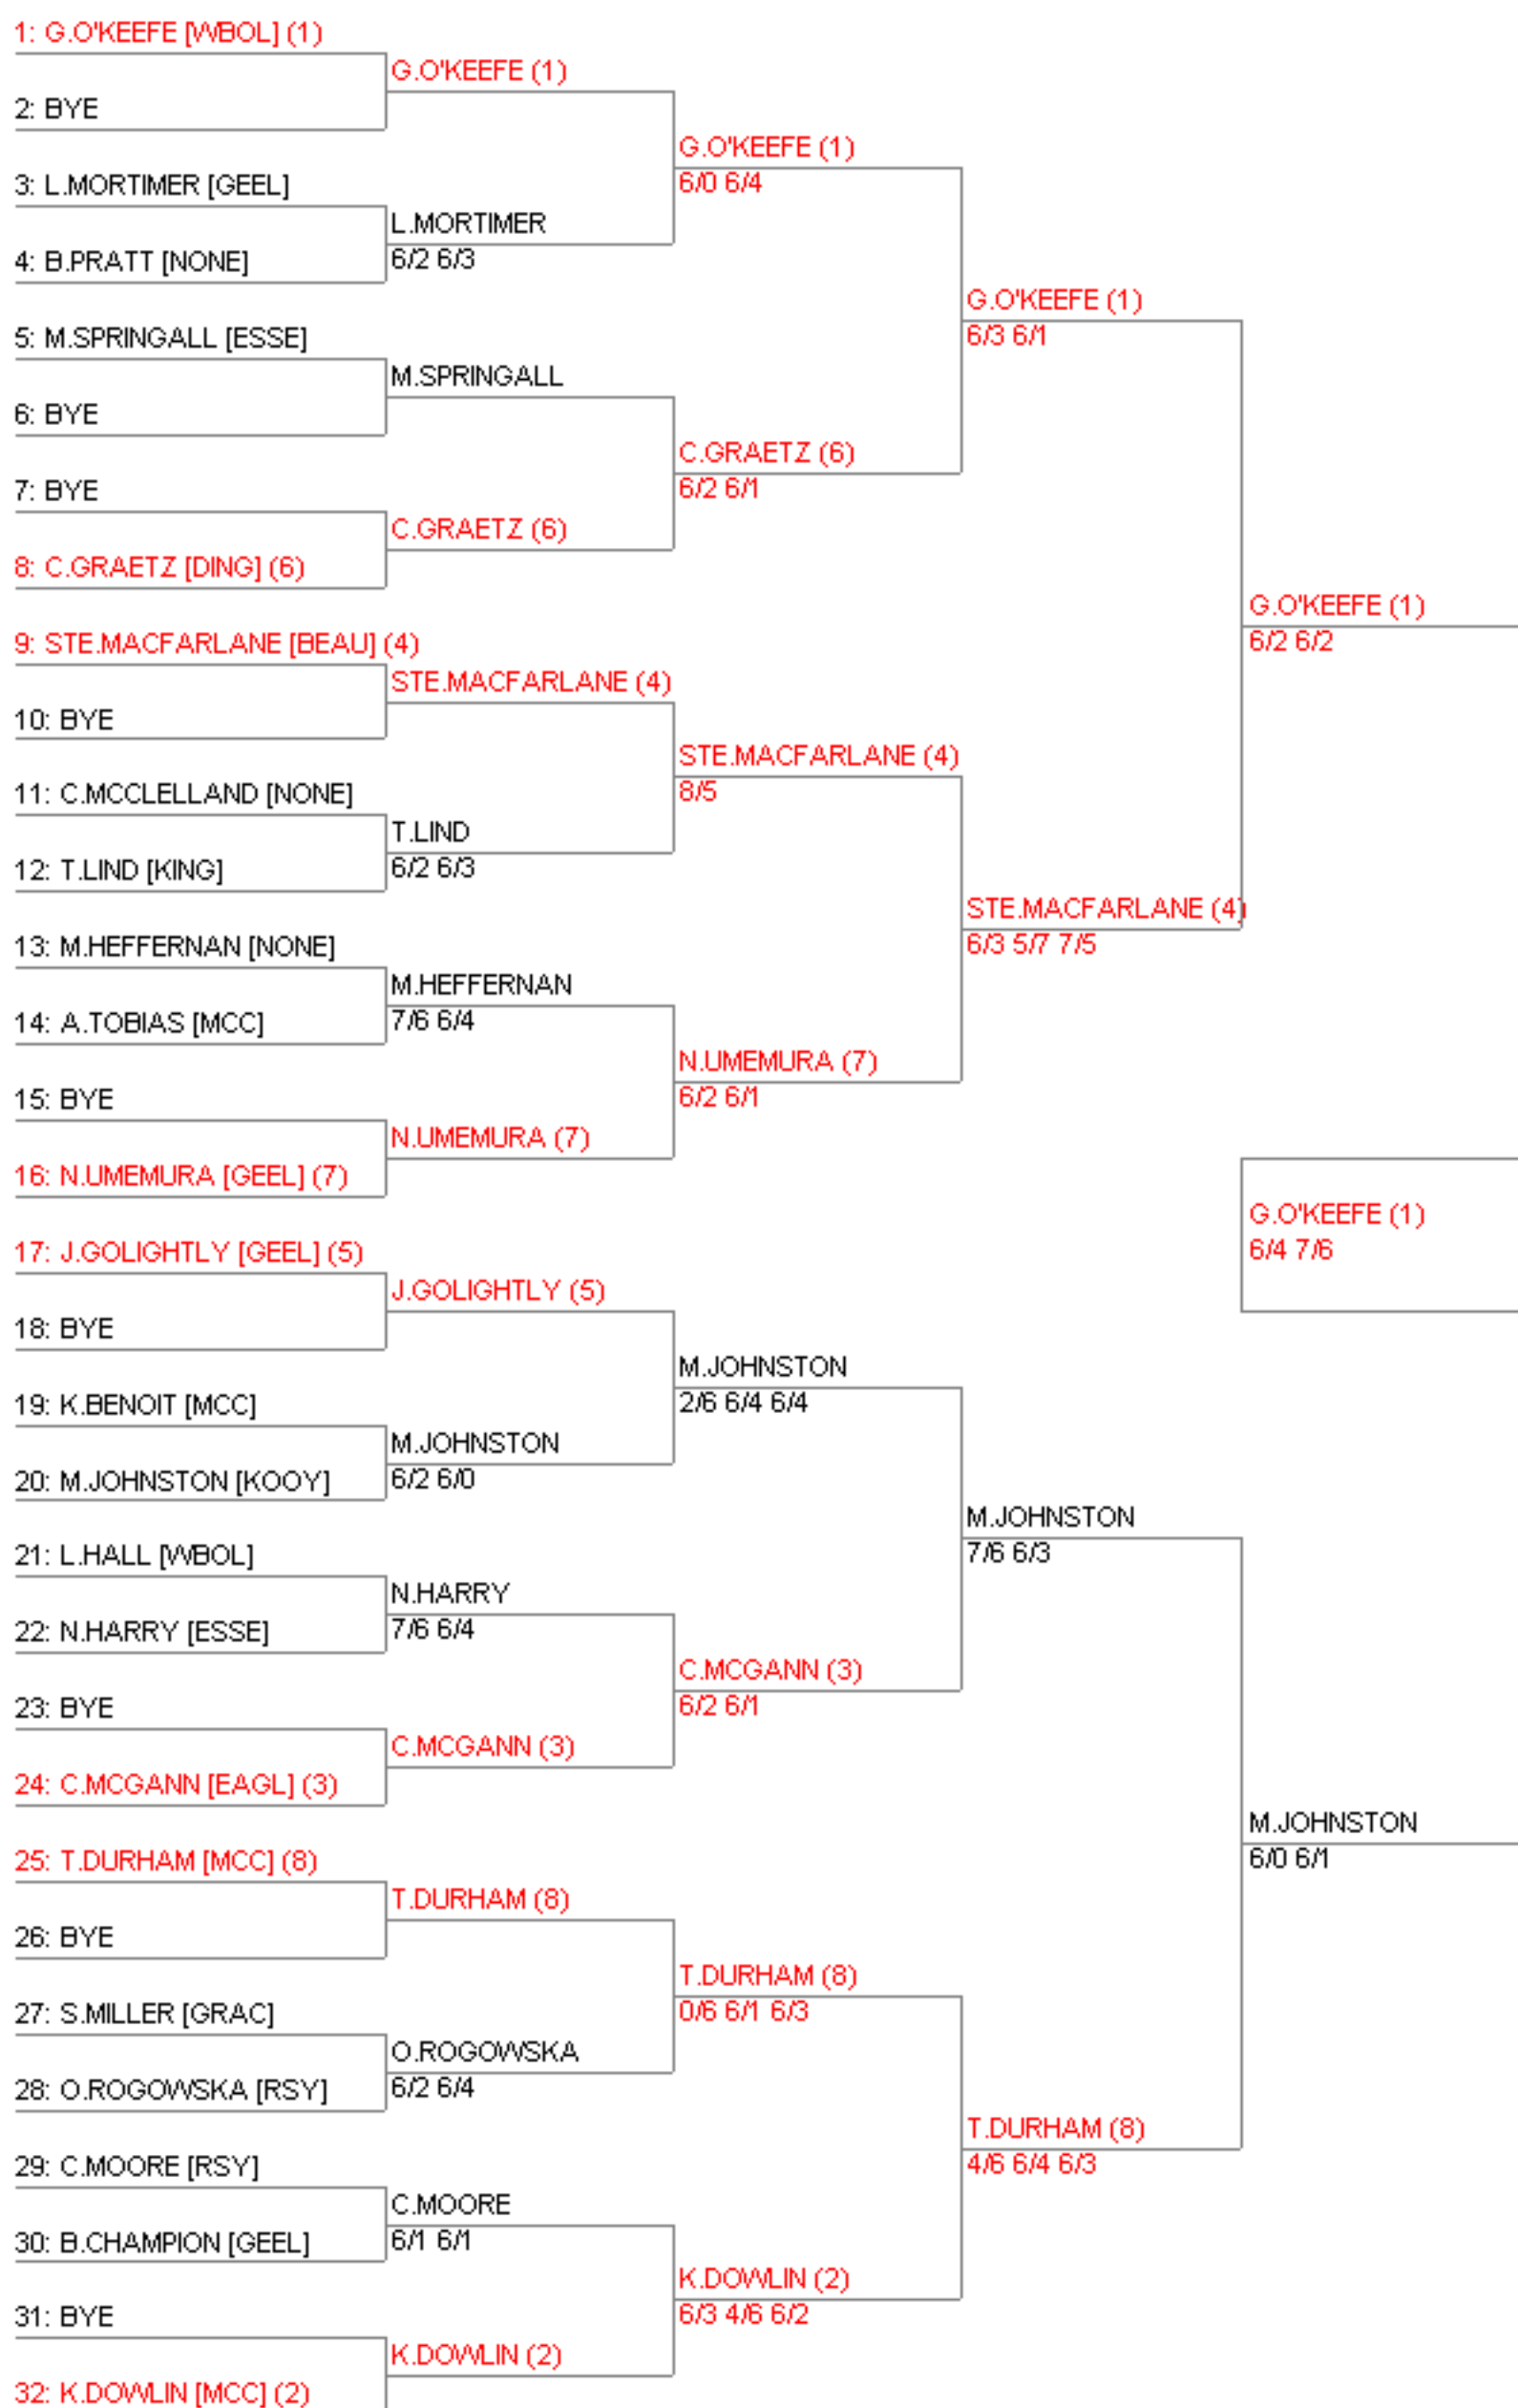 1: G.O'KEEFE [WBOL] (1)
2: BYE
3: L.MORTIMER [GEEL]
4: B.PRATT [NONE]
5: M.SPRINGALL [ESSE]
6: BYE
7: BYE
8: C.GRAETZ [DING] (6)
9: STE.MACFARLANE [BEAU] (4)
10: BYE
11: C.MCCLELLAND [NONE]
12: T.LIND [KING]
13: M.HEFFERNAN [NONE]
14: A.TOBIAS [MCC]
15: BYE
16: N.UMEMURA [GEEL] (7)
17: J.GOLIGHTLY [GEEL] (5)
18: BYE
19: K.BENOIT [MCC]
20: M.JOHNSTON [KOOY]
21: L.HALL [WBOL]
22: N.HARRY [ESSE]
23: BYE
24: C.MCGANN [EAGL] (3)
25: T.DURHAM [MCC] (8)
26: BYE
27: S.MILLER [GRAC]
28: O.ROGOWSKA [RSY]
29: C.MOORE [RSY]
30: B.CHAMPION [GEEL]
31: BYE
32: K.DOWLIN [MCC] (2)
G.O'KEEFE (1)
L.MORTIMER
6/2 6/3
M.SPRINGALL
C.GRAETZ (6)
STE.MACFARLANE (4)
T.LIND
6/2 6/3
M.HEFFERNAN
7/6 6/4
N.UMEMURA (7)
J.GOLIGHTLY (5)
M.JOHNSTON
6/2 6/0
N.HARRY
7/6 6/4
C.MCGANN (3)
T.DURHAM (8)
O.ROGOWSKA
6/2 6/4
C.MOORE
6/1 6/1
K.DOWLIN (2)
G.O'KEEFE (1)
6/0 6/4
C.GRAETZ (6)
6/2 6/1
STE.MACFARLANE (4)
8/5
N.UMEMURA (7)
6/2 6/1
M.JOHNSTON
2/6 6/4 6/4
C.MCGANN (3)
6/2 6/1
T.DURHAM (8)
0/6 6/1 6/3
K.DOWLIN (2)
6/3 4/6 6/2
G.O'KEEFE (1)
6/3 6/1
STE.MACFARLANE (4)
6/3 5/7 7/5
M.JOHNSTON
7/6 6/3
T.DURHAM (8)
4/6 6/4 6/3
G.O'KEEFE (1)
6/2 6/2
G.O'KEEFE (1)
6/4 7/6
M.JOHNSTON
6/0 6/1